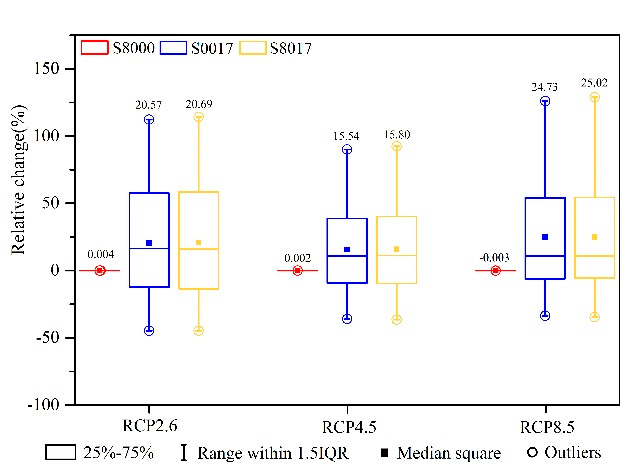 S8000 S0017 S8017
150
100
50
0
-50
-100
Relative change(%)
0.004 20.57 20.69
0.002 15.54 15.80
-0.003 24.73 25.02
RCP2.6 RCP4.5 RCP8.5
25%-75% Range within 1.5IQR Median square Outliers